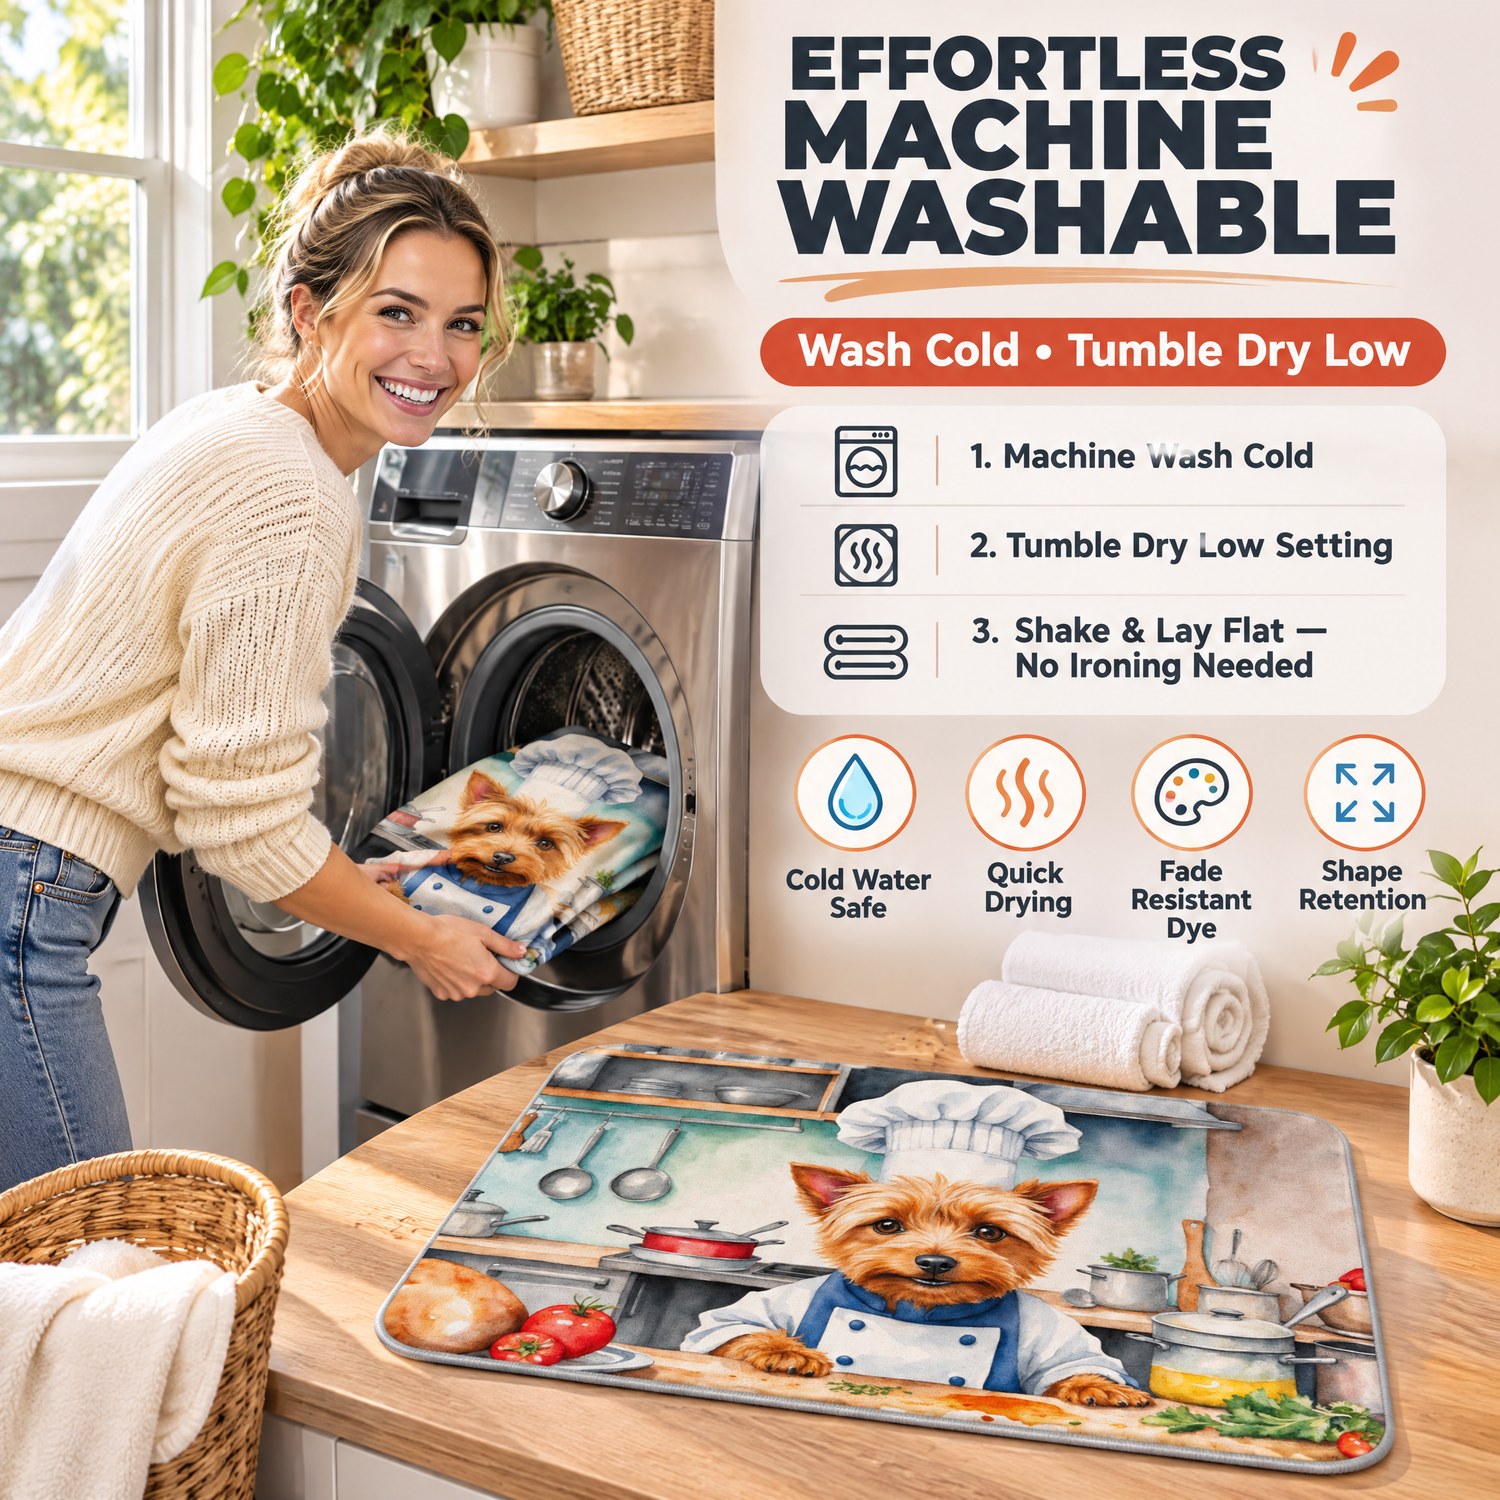 EFFORTLESS
MACHINE
WASHABLE
Wash Cold • Tumble Dry Low
1. Machine Wash Cold
2. Tumble Dry Low Setting
3. Shake & Lay Flat —
No Ironing Needed
Cold Water
Safe
Quick
Drying
Fade
Resistant
Dye
Shape
Retention